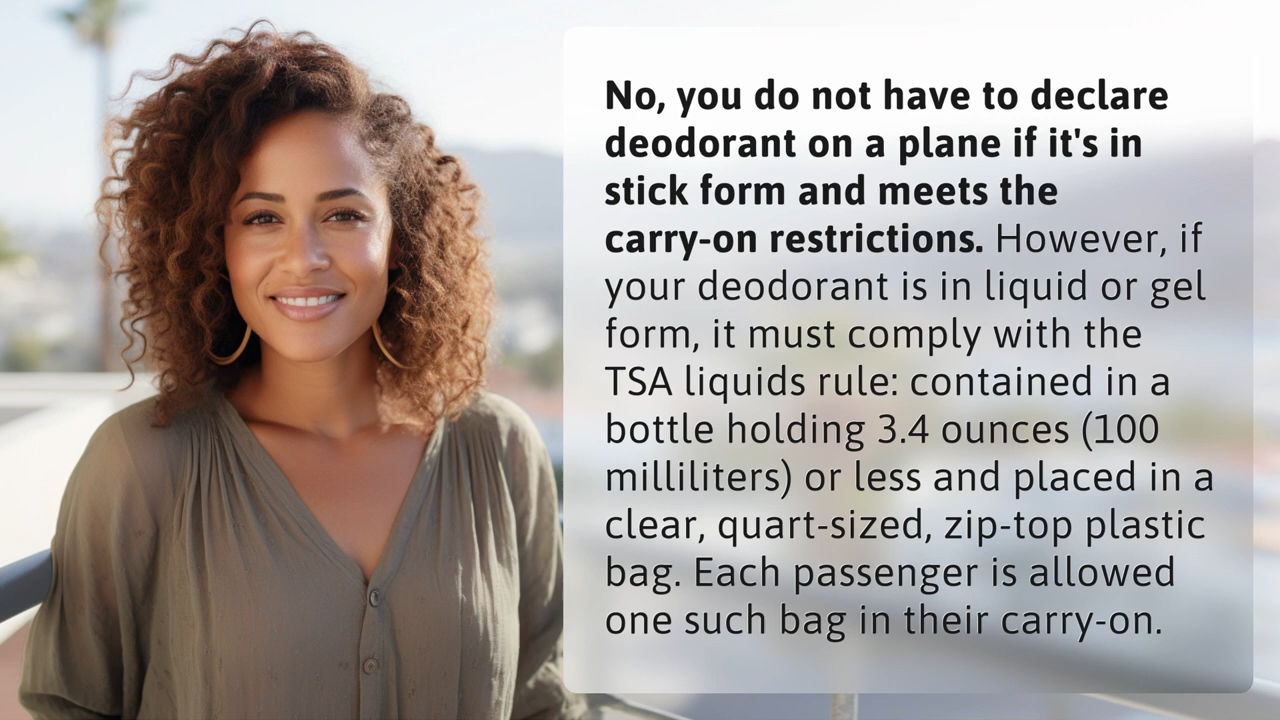 No, you do not have to declare
deodorant on a plane if it's in
stick form and meets the
carry-on restrictions. However, if
your deodorant is in liquid or gel
form, it must comply with the
TSA liquids rule: contained in a
bottle holding 3.4 ounces (100
milliliters) or less and placed in a
clear, quart-sized, zip-top plastic
bag. Each passenger is allowed
one such bag in their carry-on.